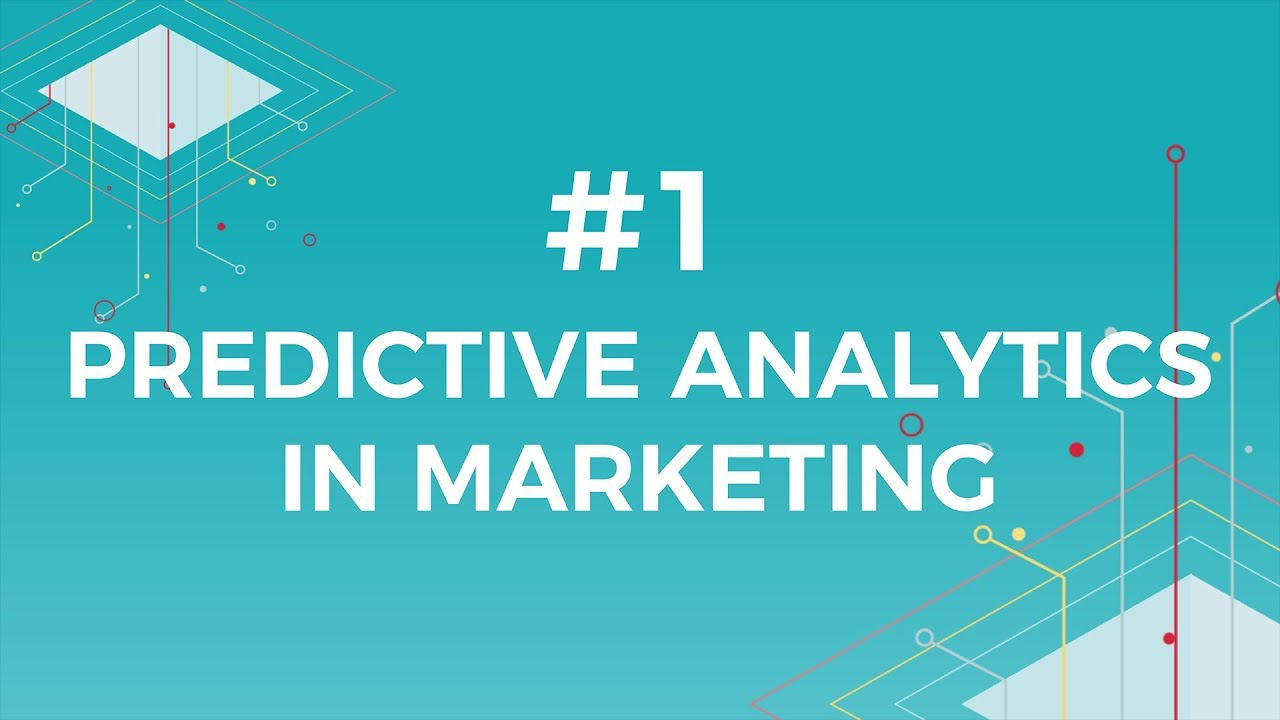 #1
PREDICTIVE ANALYTICS
IN MARKETING